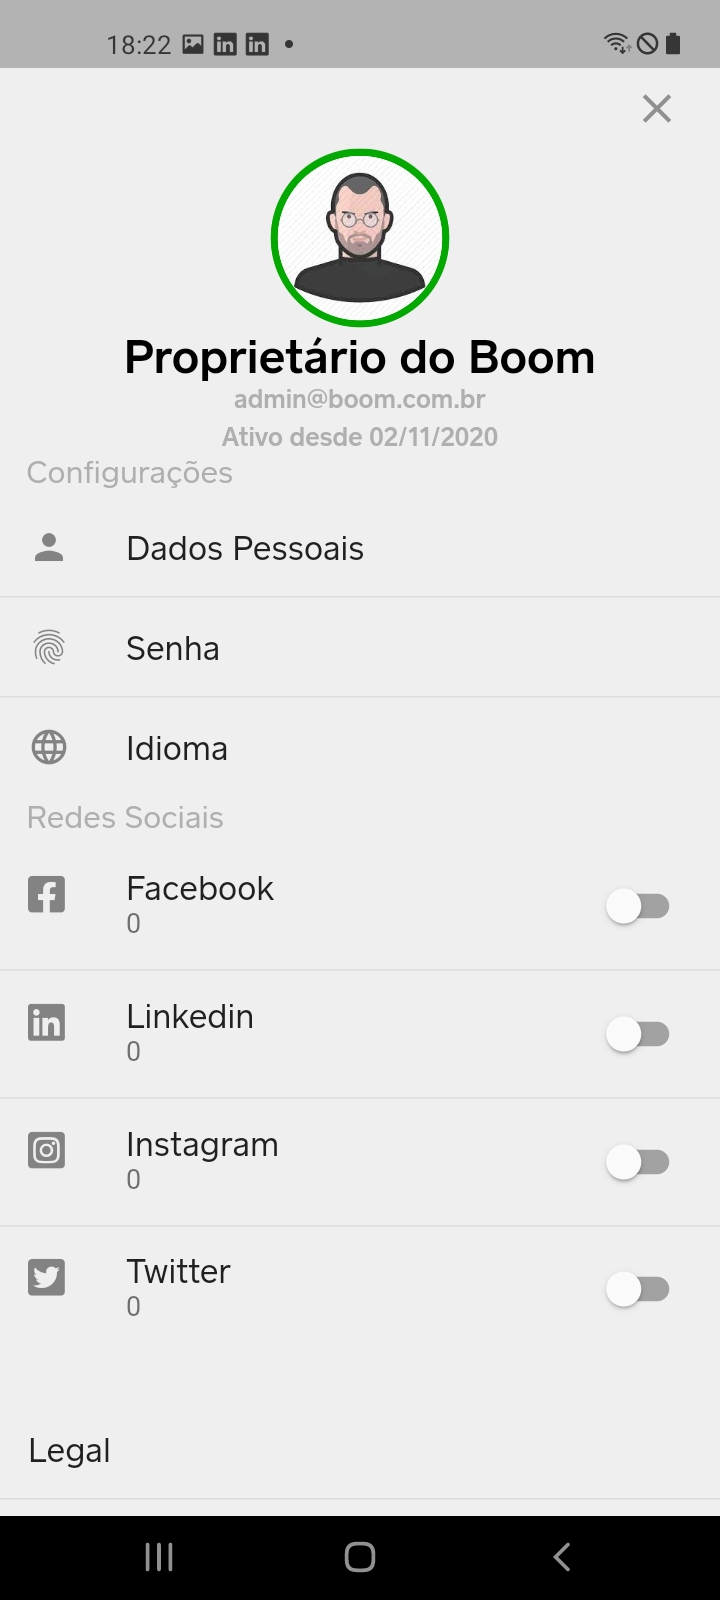 18:22
Proprietário do Boom
admin@boom.com.br
Ativo desde 02/11/2020
Configurações
Dados Pessoais
Senha
Idioma
Redes Sociais
Facebook
0
Linkedin
0
Instagram
0
Twitter
0
Legal